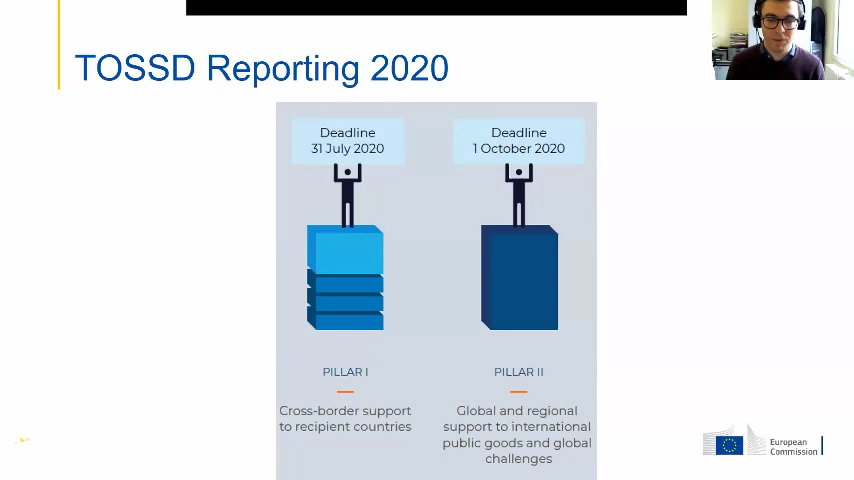 TOSSD Reporting 2020
Deadline
31 July 2020
Deadline
1 October 2020
PILLAR I
Cross-border support
to recipient countries
PILLAR II
Global and regional
support to international
public goods and global
challenges
European
Commission